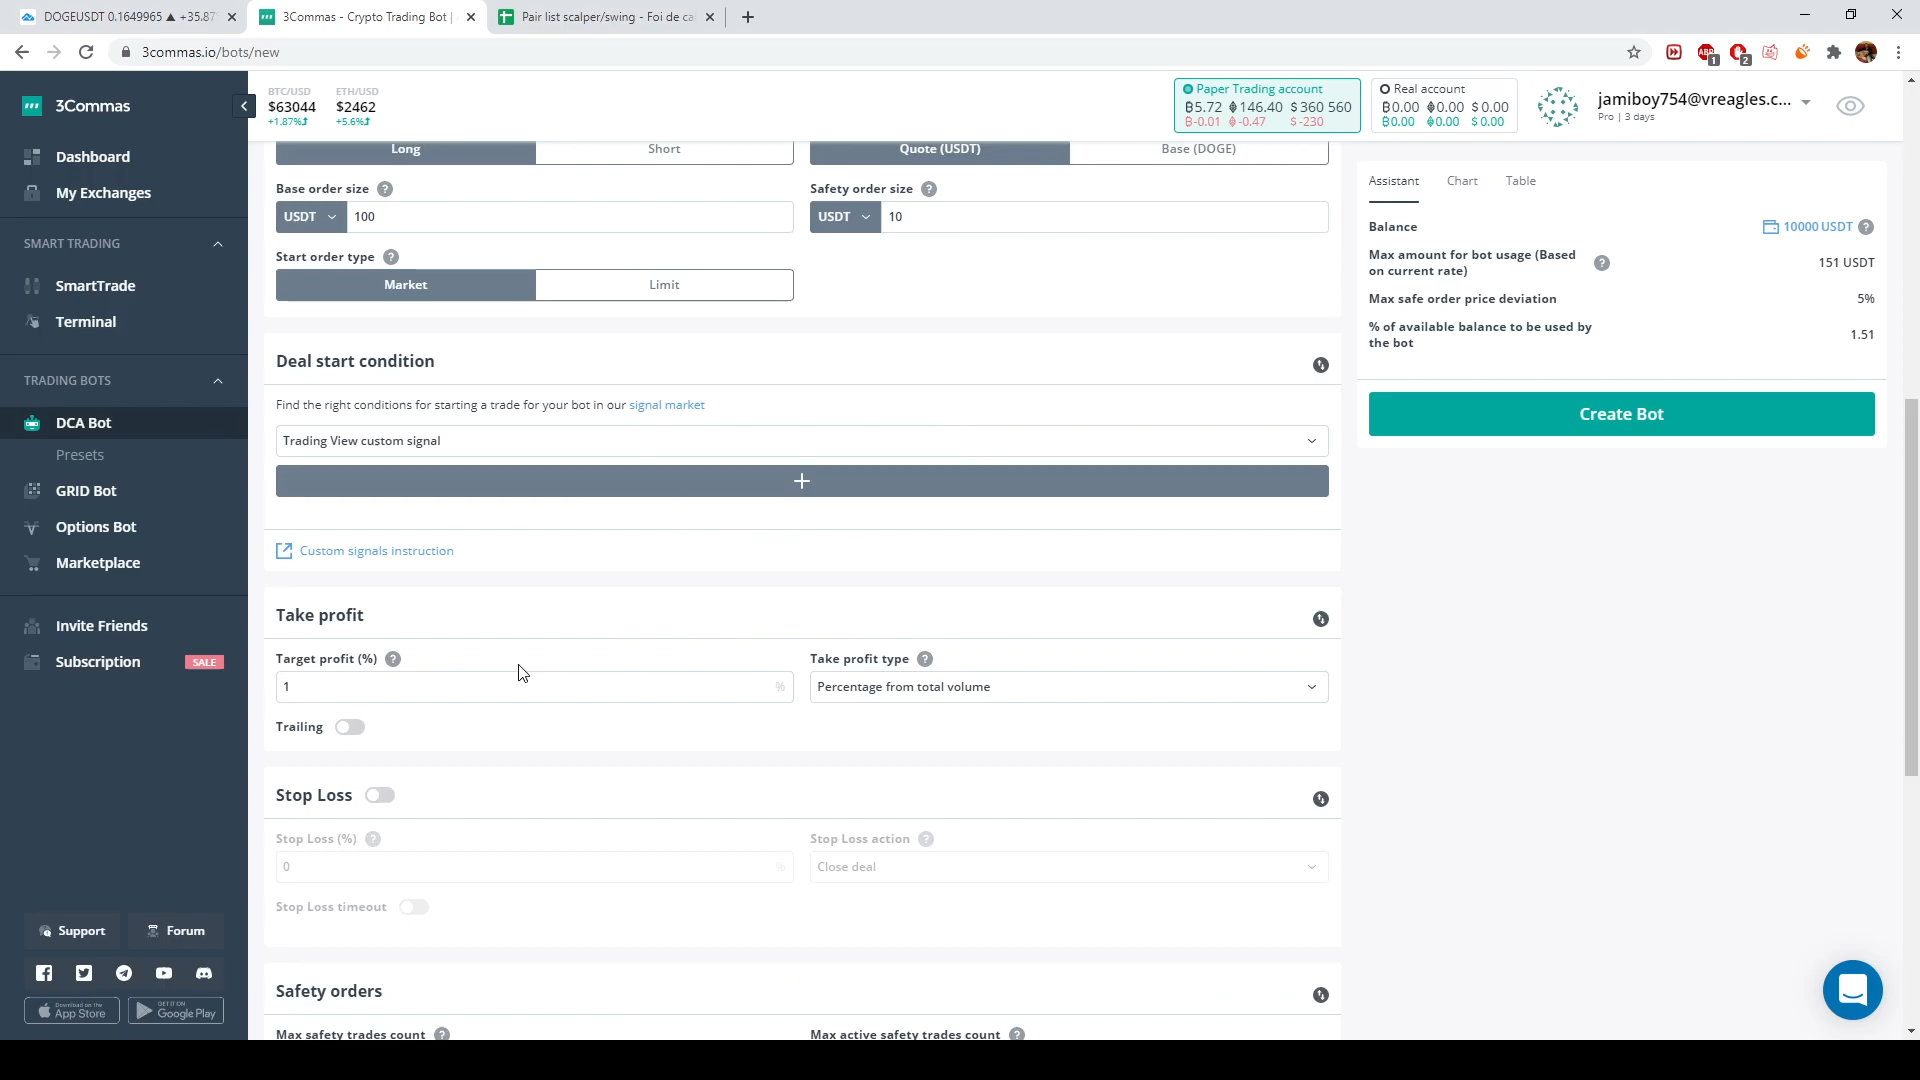 DOGEUSDT 0.1649965 ▲ +35.87
3Commas - Crypto Trading Bot |
Pair list scalper/swing - Foi de ca
3commas.io/bots/new
3Commas
BTC/USD
$63044
+1.87%
ETH/USD
$2462
+5.6%
Paper Trading account
₿5.72 146.40 $ 360 560
₿-0.01 -0.47 $ -230
Real account
₿0.00 0.00 $ 0.00
₿0.00 0.00 $ 0.00
jamiboy754@vreagles.c...
Pro | 3 days
Dashboard
My Exchanges
SMART TRADING
SmartTrade
Terminal
TRADING BOTS
DCA Bot
Presets
GRID Bot
Options Bot
Marketplace
Invite Friends
Subscription
SALE
Support
Forum
Download on the
App Store
GET IT ON
Google Play
Long
Short
Quote (USDT)
Base (DOGE)
Base order size ?
USDT 100
Safety order size ?
USDT 10
Start order type ?
Market
Limit
Deal start condition
Find the right conditions for starting a trade for your bot in our signal market
Trading View custom signal
+
Custom signals instruction
Take profit
Target profit (%) ?
1 %
Take profit type ?
Percentage from total volume
Trailing
Stop Loss
Stop Loss (%) ?
0 %
Stop Loss action ?
Close deal
Stop Loss timeout
Safety orders
Max safety trades count ?
Max active safety trades count ?
Assistant
Chart
Table
Balance
10000 USDT ?
Max amount for bot usage (Based
on current rate) ?
151 USDT
Max safe order price deviation
5%
% of available balance to be used by
the bot
1.51
Create Bot